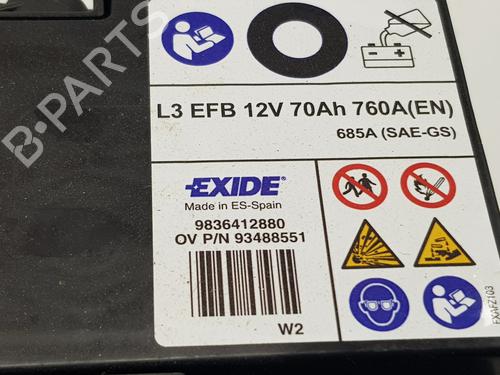 L3 EFB 12V 70Ah 760A(EN)
685A (SAE-GS)
EXIDE
Made in ES-Spain
9836412880
OV P/N 93488551
W2
EXAFZ103
B-PARTS